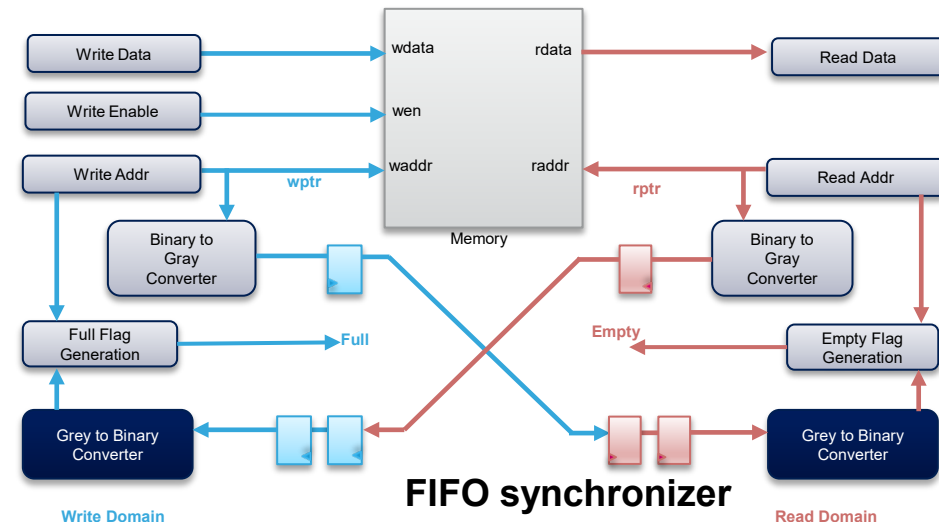 Write Data
wdata
rdata
Read Data
Write Enable
wen
Write Addr
wptr
waddr
raddr
rptr
Read Addr
Memory
Binary to
Gray
Converter
Binary to
Gray
Converter
Full Flag
Generation
Full
Empty
Empty Flag
Generation
Grey to Binary
Converter
Grey to Binary
Converter
FIFO synchronizer
Write Domain
Read Domain